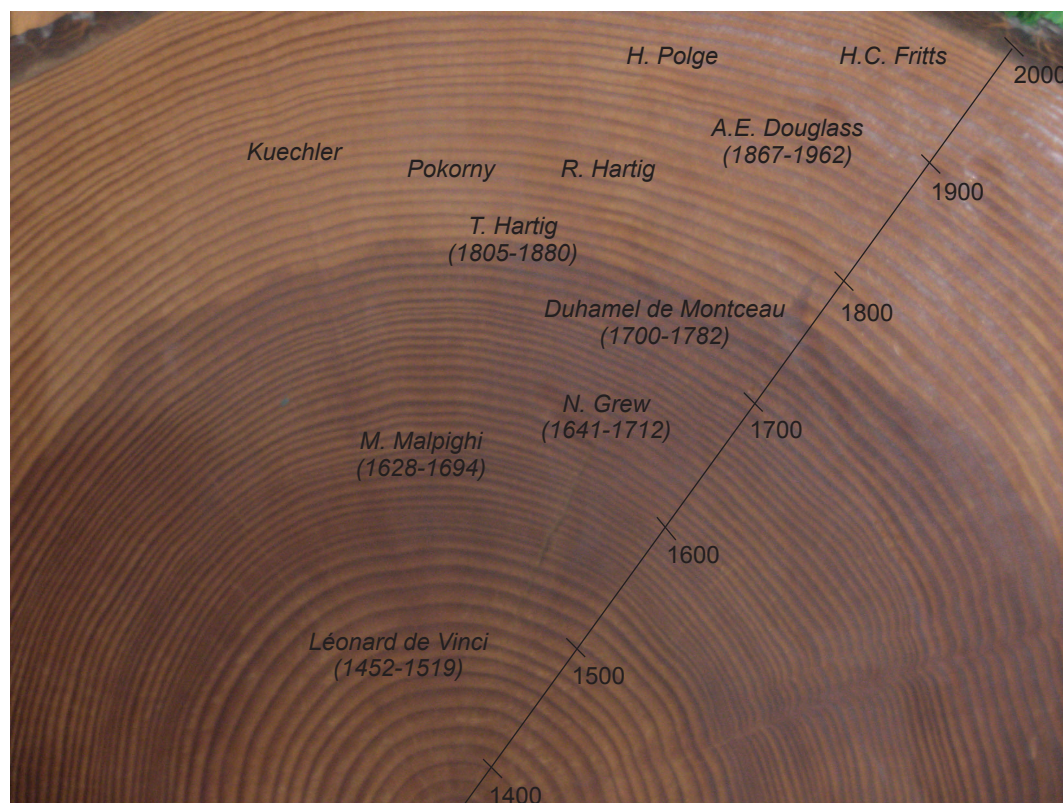 H. Polge
H.C. Fritts
2000
A.E. Douglass
(1867-1962)
Kuechler
Pokorny
R. Hartig
1900
T. Hartig
(1805-1880)
Duhamel de Montceau
(1700-1782)
1800
N. Grew
(1641-1712)
1700
M. Malpighi
(1628-1694)
1600
Léonard de Vinci
(1452-1519)
1500
1400